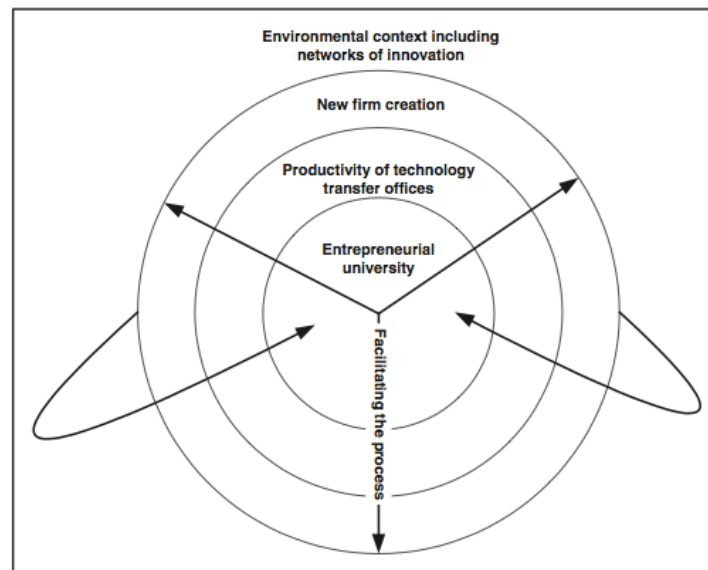 Environmental context including
networks of innovation
New firm creation
Productivity of technology
transfer offices
Entrepreneurial
university
Facilitating the process